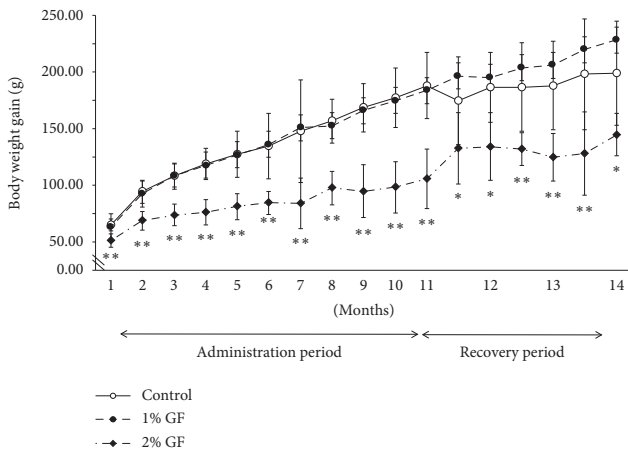 250.00
200.00
150.00
100.00
50.00
0.00
Body weight gain (g)
** ** ** ** ** ** ** ** ** ** ** * * ** ** ** *
1 2 3 4 5 6 7 8 9 10 11 12 13 14
(Months)
Administration period Recovery period
Control
1% GF
2% GF